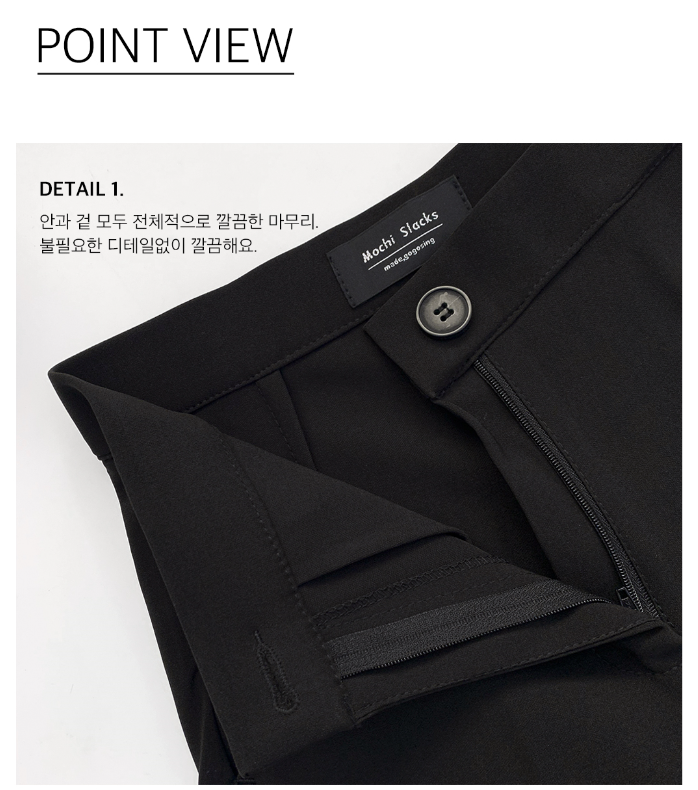 POINT VIEW
DETAIL 1.
안과 겉 모두 전체적으로 깔끔한 마무리.
불필요한 디테일없이 깔끔해요.
Mochi Slacks
made,gogosing